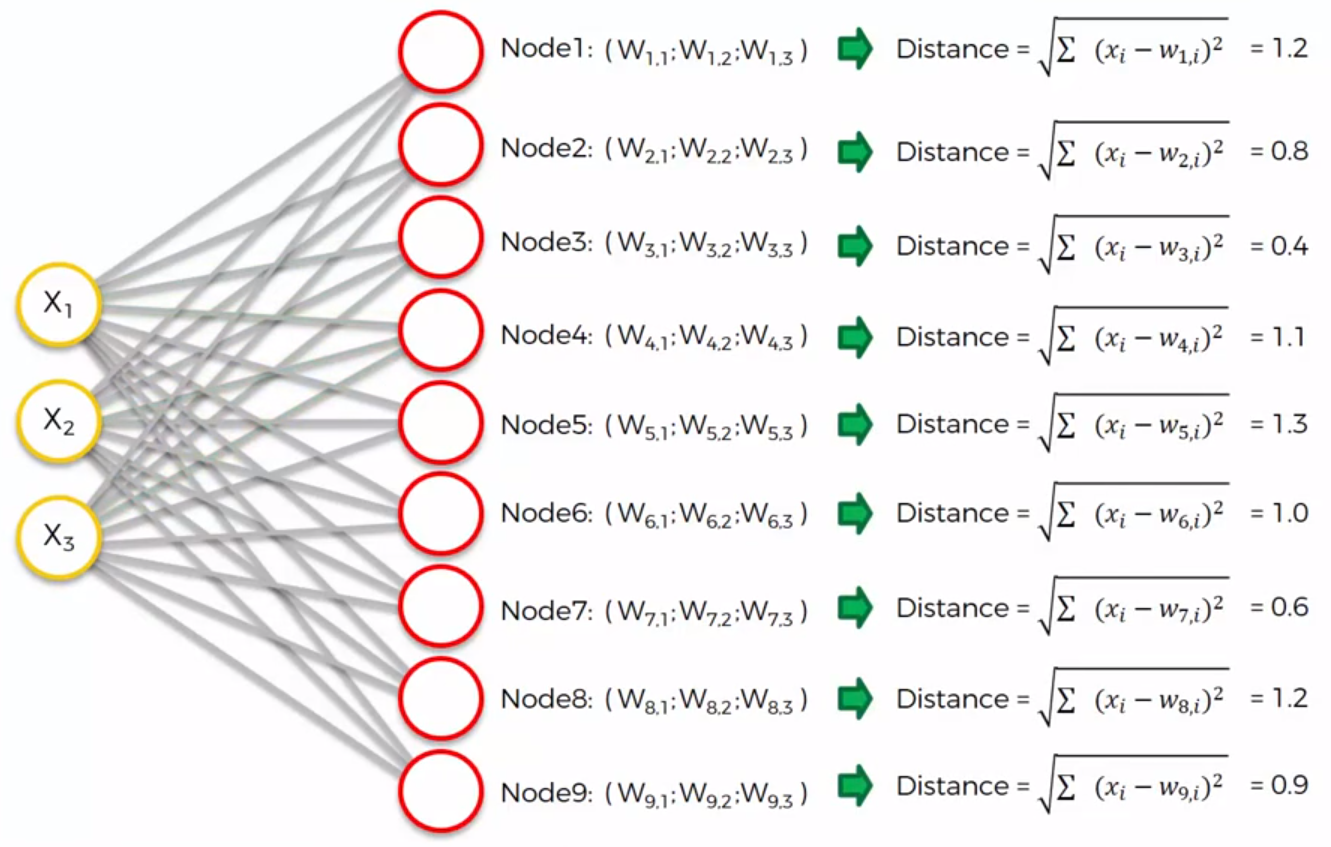 Node1: ( W₁,₁; W₁,₂; W₁,₃ ) Distance = √Σ (xᵢ − w₁,ᵢ)² = 1.2
Node2: ( W₂,₁; W₂,₂; W₂,₃ ) Distance = √Σ (xᵢ − w₂,ᵢ)² = 0.8
Node3: ( W₃,₁; W₃,₂; W₃,₃ ) Distance = √Σ (xᵢ − w₃,ᵢ)² = 0.4
X₁
Node4: ( W₄,₁; W₄,₂; W₄,₃ ) Distance = √Σ (xᵢ − w₄,ᵢ)² = 1.1
X₂
Node5: ( W₅,₁; W₅,₂; W₅,₃ ) Distance = √Σ (xᵢ − w₅,ᵢ)² = 1.3
Node6: ( W₆,₁; W₆,₂; W₆,₃ ) Distance = √Σ (xᵢ − w₆,ᵢ)² = 1.0
X₃
Node7: ( W₇,₁; W₇,₂; W₇,₃ ) Distance = √Σ (xᵢ − w₇,ᵢ)² = 0.6
Node8: ( W₈,₁; W₈,₂; W₈,₃ ) Distance = √Σ (xᵢ − w₈,ᵢ)² = 1.2
Node9: ( W₉,₁; W₉,₂; W₉,₃ ) Distance = √Σ (xᵢ − w₉,ᵢ)² = 0.9